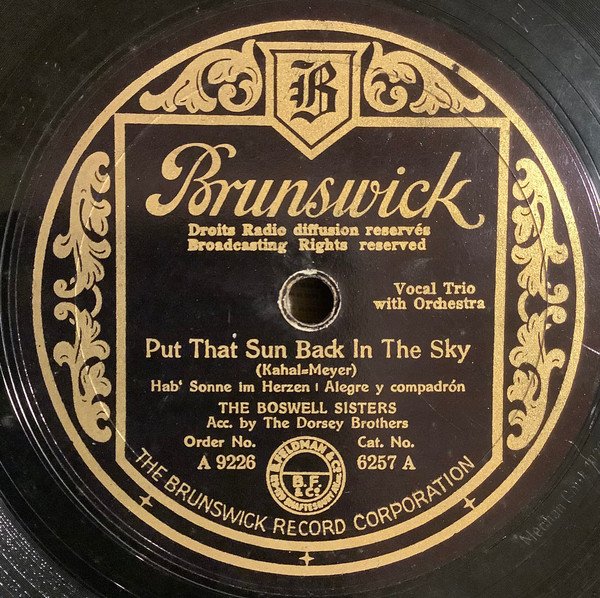 B
Brunswick
Droits Radio diffusion reservés
Broadcasting Rights reserved
Vocal Trio
with Orchestra
Put That Sun Back In The Sky
(Kahal=Meyer)
Hab' Sonne im Herzen | Alegre y compadrón
THE BOSWELL SISTERS
Acc. by The Dorsey Brothers
Order No.
A 9226
Cat. No.
6257 A
B. FELDMAN & Co.
B.F.
& Co.
THE BRUNSWICK RECORD CORPORATION